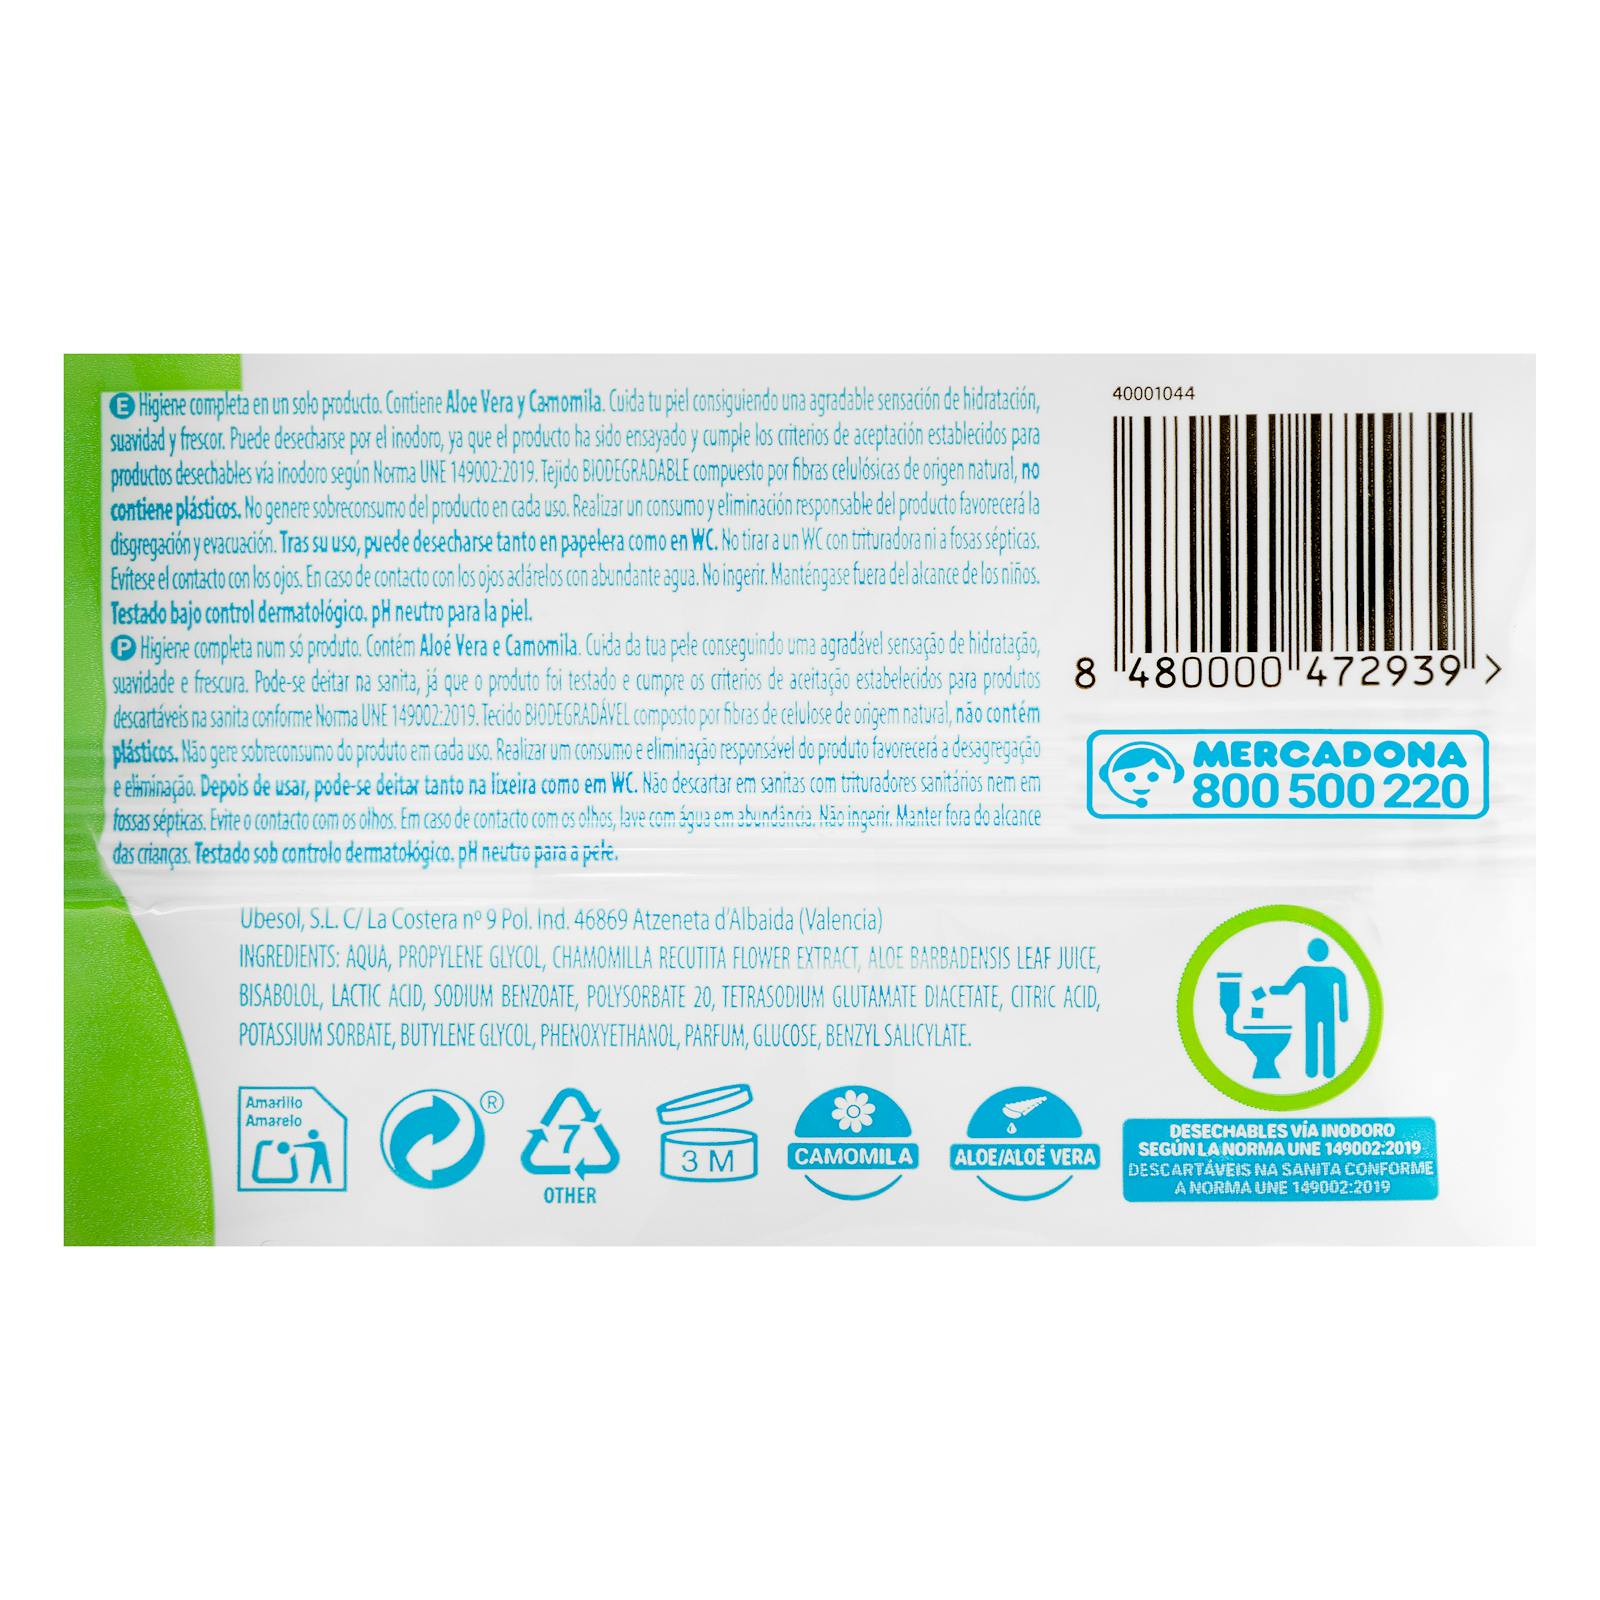 E Higiene completa en un solo producto. Contiene Aloe Vera y Camomila. Cuida tu piel consiguiendo una agradable sensación de hidratación,
suavidad y frescor. Puede desecharse por el inodoro, ya que el producto ha sido ensayado y cumple los criterios de aceptación establecidos para
productos desechables vía inodoro según Norma UNE 149002:2019. Tejido BIODEGRADABLE compuesto por fibras celulósicas de origen natural, no
contiene plásticos. No genere sobreconsumo del producto en cada uso. Realizar un consumo y eliminación responsable del producto favorecerá la
disgregación y evacuación. Tras su uso, puede desecharse tanto en papelera como en WC. No tirar a un WC con trituradora ni a fosas sépticas.
Evítese el contacto con los ojos. En caso de contacto con los ojos aclárelos con abundante agua. No ingerir. Manténgase fuera del alcance de los niños.
Testado bajo control dermatológico. pH neutro para la piel.
P Higiene completa num só produto. Contém Aloé Vera e Camomila. Cuida da tua pele conseguindo uma agradável sensação de hidratação,
suavidade e frescura. Pode-se deitar na sanita, já que o produto foi testado e cumpre os criterios de aceitação estabelecidos para produtos
descartáveis na sanita conforme Norma UNE 149002:2019. Tecido BIODEGRADÁVEL composto por fibras de celulose de origem natural, não contém
plásticos. Não gere sobreconsumo do produto em cada uso. Realizar um consumo e eliminação responsável do produto favorecerá a desagregação
e eliminação. Depois de usar, pode-se deitar tanto na lixeira como em WC. Não descartar em sanitas com trituradores sanitários nem em
fossas sépticas. Evite o contacto com os olhos. Em caso de contacto com os olhos, lave com água em abundância. Não ingerir. Manter fora do alcance
das crianças. Testado sob controlo dermatológico. pH neutro para a pele.
40001044
8 480000 472939 >
MERCADONA
800 500 220
Ubesol, S.L. C/ La Costera nº 9 Pol. Ind. 46869 Atzeneta d'Albaida (Valencia)
INGREDIENTS: AQUA, PROPYLENE GLYCOL, CHAMOMILLA RECUTITA FLOWER EXTRACT, ALOE BARBADENSIS LEAF JUICE,
BISABOLOL, LACTIC ACID, SODIUM BENZOATE, POLYSORBATE 20, TETRASODIUM GLUTAMATE DIACETATE, CITRIC ACID,
POTASSIUM SORBATE, BUTYLENE GLYCOL, PHENOXYETHANOL, PARFUM, GLUCOSE, BENZYL SALICYLATE.
Amarillo
Amarelo
®
7
OTHER
3 M
CAMOMILA
ALOE/ALOÉ VERA
DESECHABLES VÍA INODORO
SEGÚN LA NORMA UNE 149002:2019
DESCARTÁVEIS NA SANITA CONFORME
A NORMA UNE 149002:2019